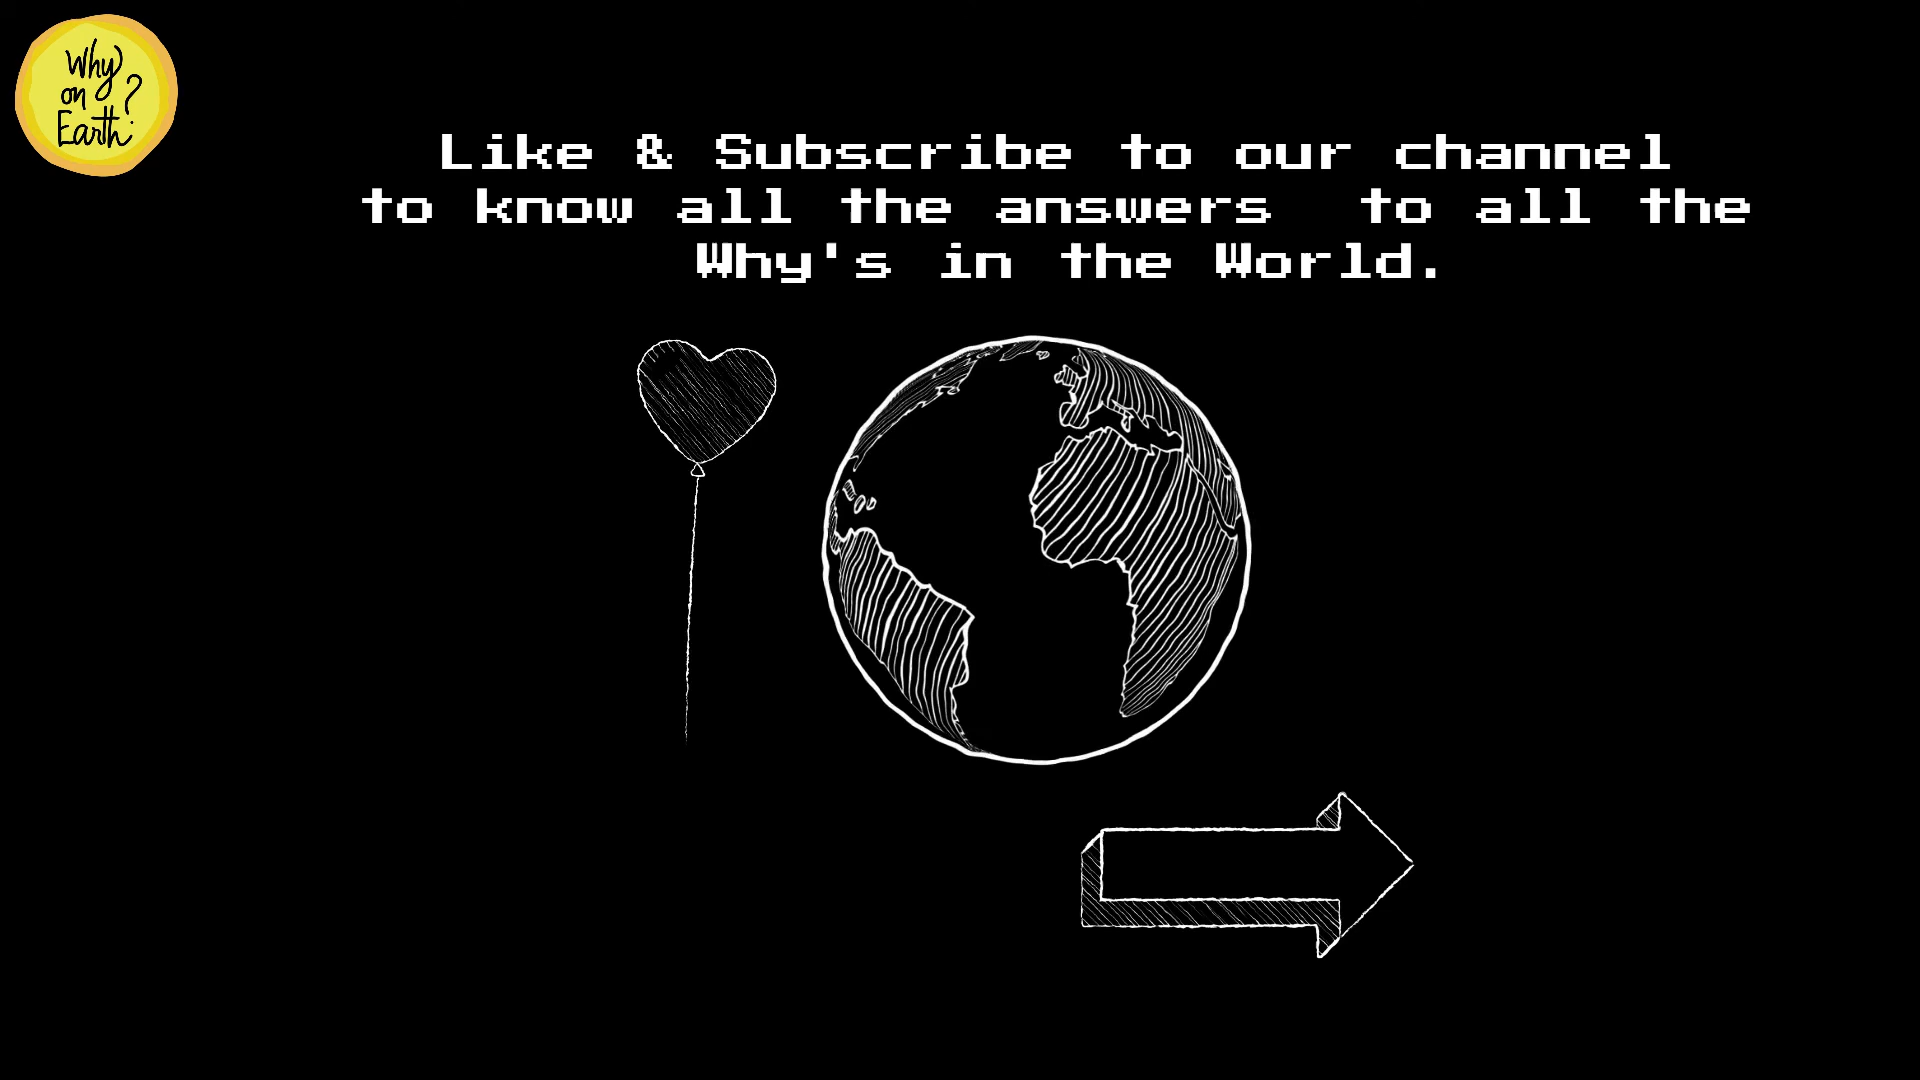 Why
on
Earth?
Like & Subscribe to our channel
to know all the answers  to all the
Why's in the World.